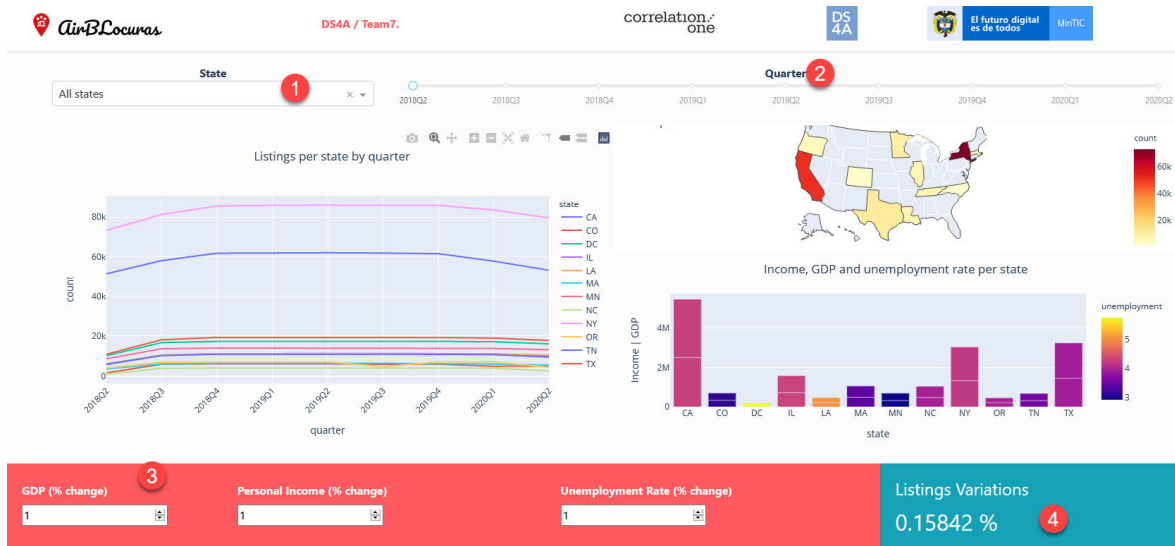 AirBLocuras
DS4A / Team7.
correlation
one
DS
4A
El futuro digital
es de todos
MinTIC
State
1
All states
Quarter
2
2018Q2
2018Q3
2018Q4
2019Q1
2019Q2
2019Q3
2019Q4
2020Q1
2020Q2
Listings per state by quarter
80k
60k
40k
20k
0
count
2018Q2
2018Q3
2018Q4
2019Q1
2019Q2
2019Q3
2019Q4
2020Q1
2020Q2
quarter
state
CA
CO
DC
IL
LA
MA
MN
NC
NY
OR
TN
TX
count
60k
40k
20k
Income, GDP and unemployment rate per state
Income | GDP
4M
2M
0
CA
CO
DC
IL
LA
MA
MN
NC
NY
OR
TN
TX
state
unemployment
5
4
3
3
GDP (% change)
Personal Income (% change)
Unemployment Rate (% change)
1
1
1
Listings Variations
0.15842 %
4